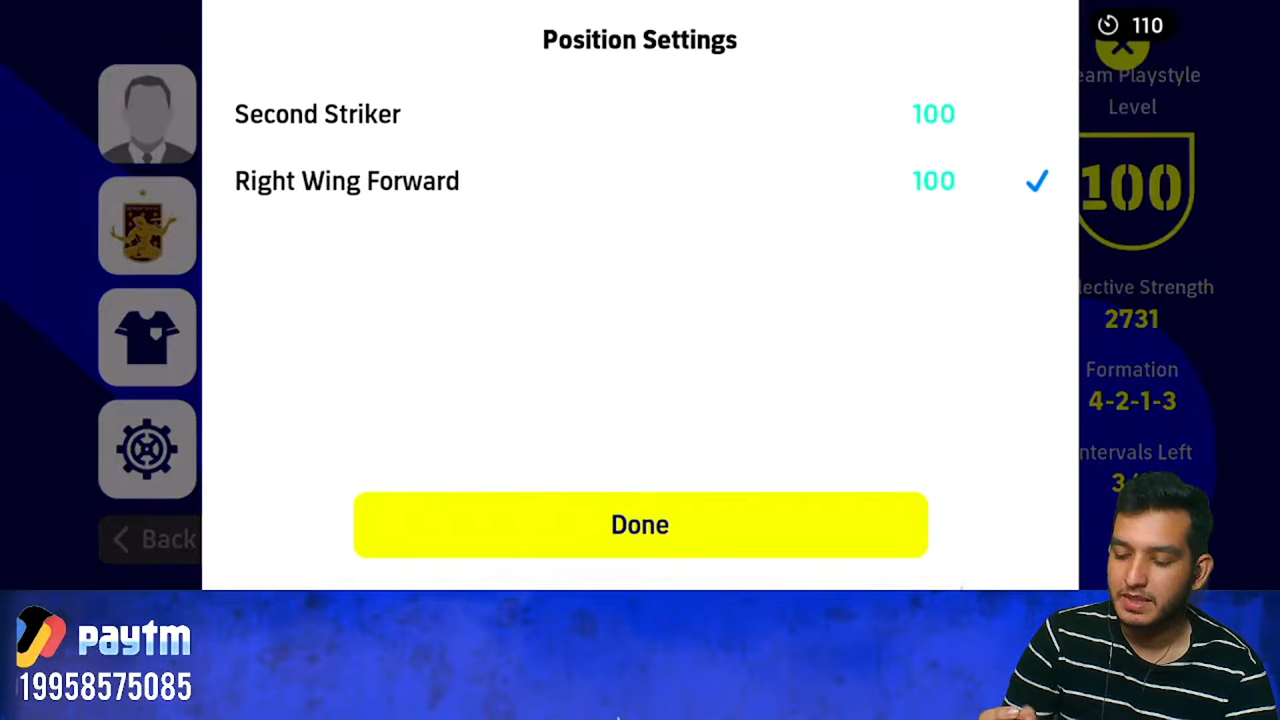 Position Settings
110
Second Striker 100
Right Wing Forward 100
Done
eam Playstyle
Level
100
lective Strength
2731
Formation
4-2-1-3
ntervals Left
3/
Back
paytm
19958575085